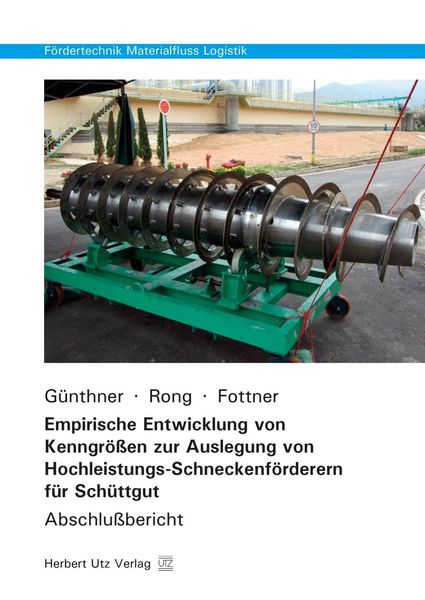 Fördertechnik Materialfluss Logistik
Günthner · Rong · Fottner
Empirische Entwicklung von
Kenngrößen zur Auslegung von
Hochleistungs-Schneckenförderern
für Schüttgut
Abschlußbericht
Herbert Utz Verlag UTZ